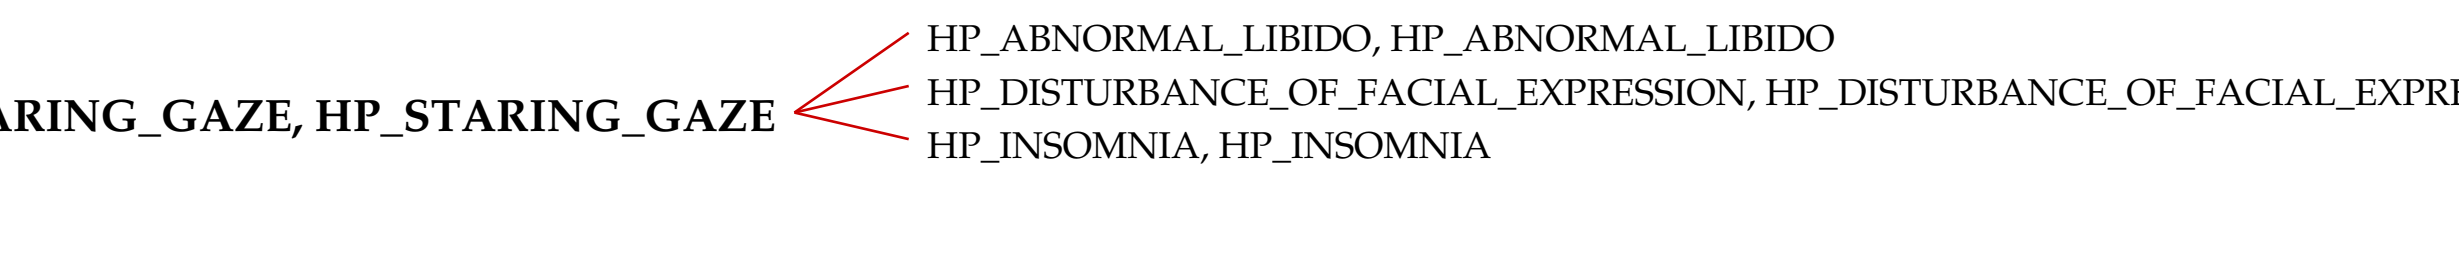 HP_ABNORMAL_LIBIDO, HP_ABNORMAL_LIBIDO
HP_DISTURBANCE_OF_FACIAL_EXPRESSION, HP_DISTURBANCE_OF_FACIAL_EXPRE
ARING_GAZE, HP_STARING_GAZE
HP_INSOMNIA, HP_INSOMNIA